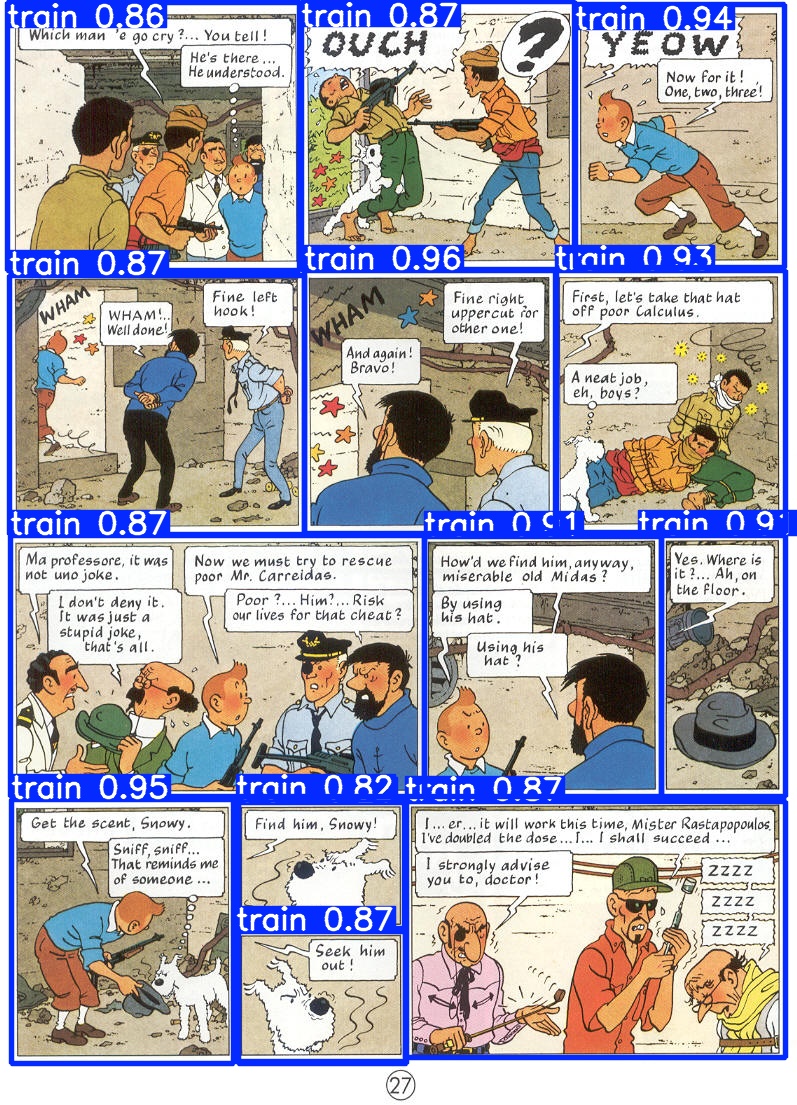 train 0.86
Which man 'e go cry?... You tell!
He's there...
He understood.
train 0.87
OUCH
?
train 0.94
YEOW
Now for it!
One, two, three!
train 0.87
WHAM
WHAM!..
Well done!
Fine left
hook!
train 0.96
WHAM
And again!
Bravo!
Fine right
uppercut for
other one!
train 0.93
First, let's take that hat
off poor Calculus.
A neat job,
eh, boys?
train 0.87
Ma professore, it was
not uno joke.
I don't deny it.
It was just a
stupid joke,
that's all.
Now we must try to rescue
poor Mr. Carreidas.
Poor?... Him?... Risk
our lives for that cheat?
train 0.91
How'd we find him, anyway,
miserable old Midas?
By using
his hat.
Using his
hat?
train 0.91
Yes. Where is
it?... Ah, on
the floor.
train 0.95
Get the scent, Snowy.
Sniff, sniff...
That reminds me
of someone...
train 0.82
Find him, Snowy!
train 0.87
Seek him
out!
train 0.87
I... er... it will work this time, Mister Rastapopoulos.
I've doubled the dose... I... I shall succeed...
I strongly advise
you to, doctor!
ZZZZ
ZZZZ
ZZZZ
27